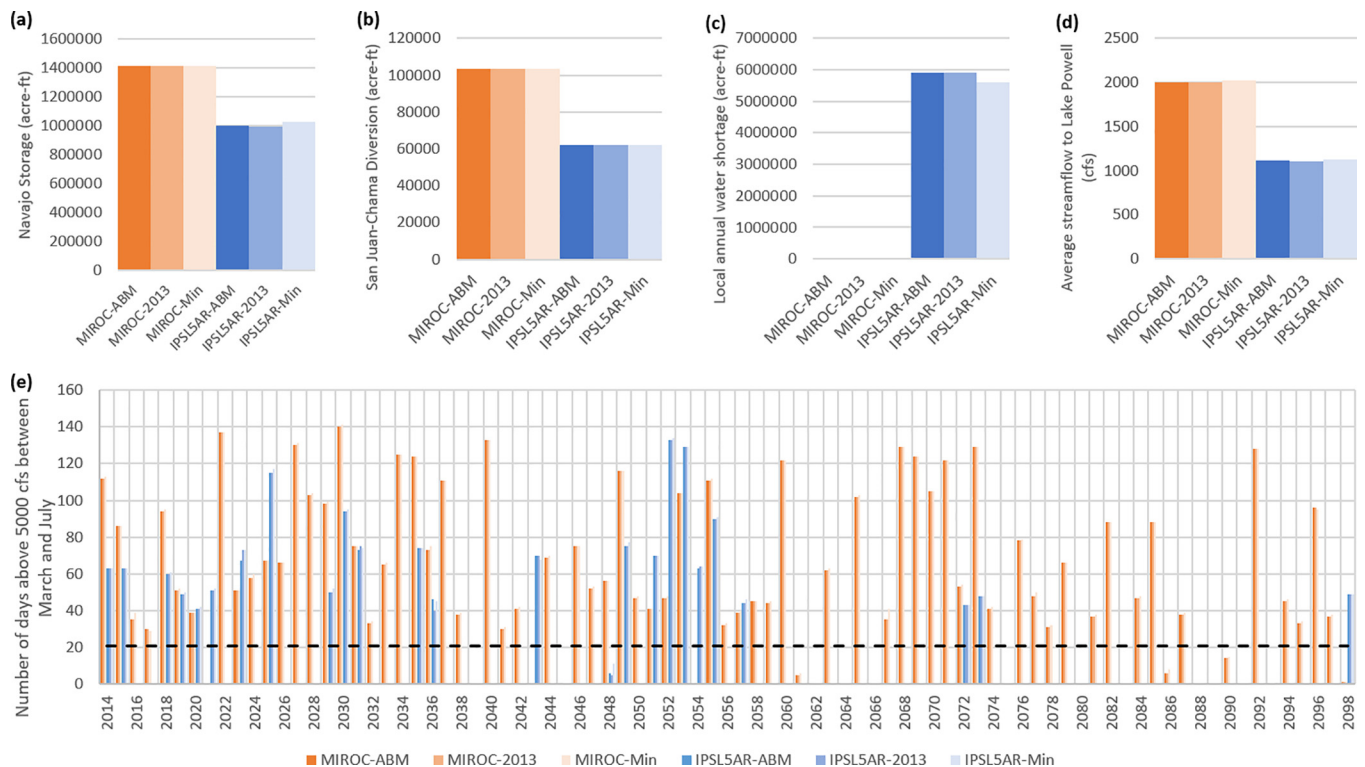 (a)
Navajo Storage (acre-ft)
1600000
1400000
1200000
1000000
800000
600000
400000
200000
0
MIROC-ABM
MIROC-2013
MIROC-Min
IPSL5AR-ABM
IPSL5AR-2013
IPSL5AR-Min
(b)
San Juan-Chama Diversion (acre-ft)
120000
100000
80000
60000
40000
20000
0
MIROC-ABM
MIROC-2013
MIROC-Min
IPSL5AR-ABM
IPSL5AR-2013
IPSL5AR-Min
(c)
Local annual water shortage (acre-ft)
7000000
6000000
5000000
4000000
3000000
2000000
1000000
0
MIROC-ABM
MIROC-2013
MIROC-Min
IPSL5AR-ABM
IPSL5AR-2013
IPSL5AR-Min
(d)
Average streamflow to Lake Powell
(cfs)
2500
2000
1500
1000
500
0
MIROC-ABM
MIROC-2013
MIROC-Min
IPSL5AR-ABM
IPSL5AR-2013
IPSL5AR-Min
(e)
Number of days above 5000 cfs between
March and July
160
140
120
100
80
60
40
20
0
2014 2016 2018 2020 2022 2024 2026 2028 2030 2032 2034 2036 2038 2040 2042 2044 2046 2048 2050 2052 2054 2056 2058 2060 2062 2064 2066 2068 2070 2072 2074 2076 2078 2080 2082 2084 2086 2088 2090 2092 2094 2096 2098
MIROC-ABM MIROC-2013 MIROC-Min IPSL5AR-ABM IPSL5AR-2013 IPSL5AR-Min